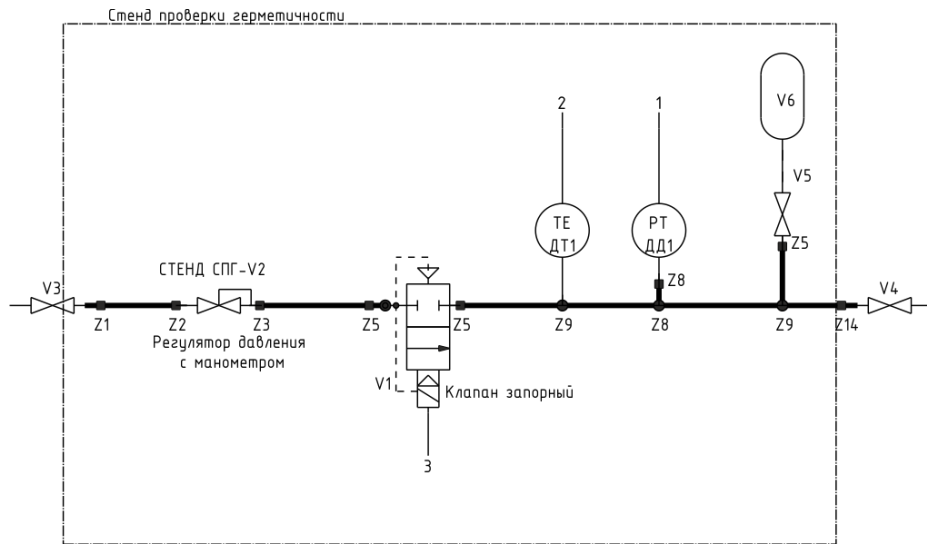 Стенд проверки герметичности
V6
2
1
V5
TE
ДТ1
PT
ДД1
Z5
СТЕНД СПГ-V2
Z8
V3
V4
Z1
Z2
Z3
Z5
Z5
Z9
Z8
Z9
Z14
Регулятор давления
с манометром
V1
Клапан запорный
3